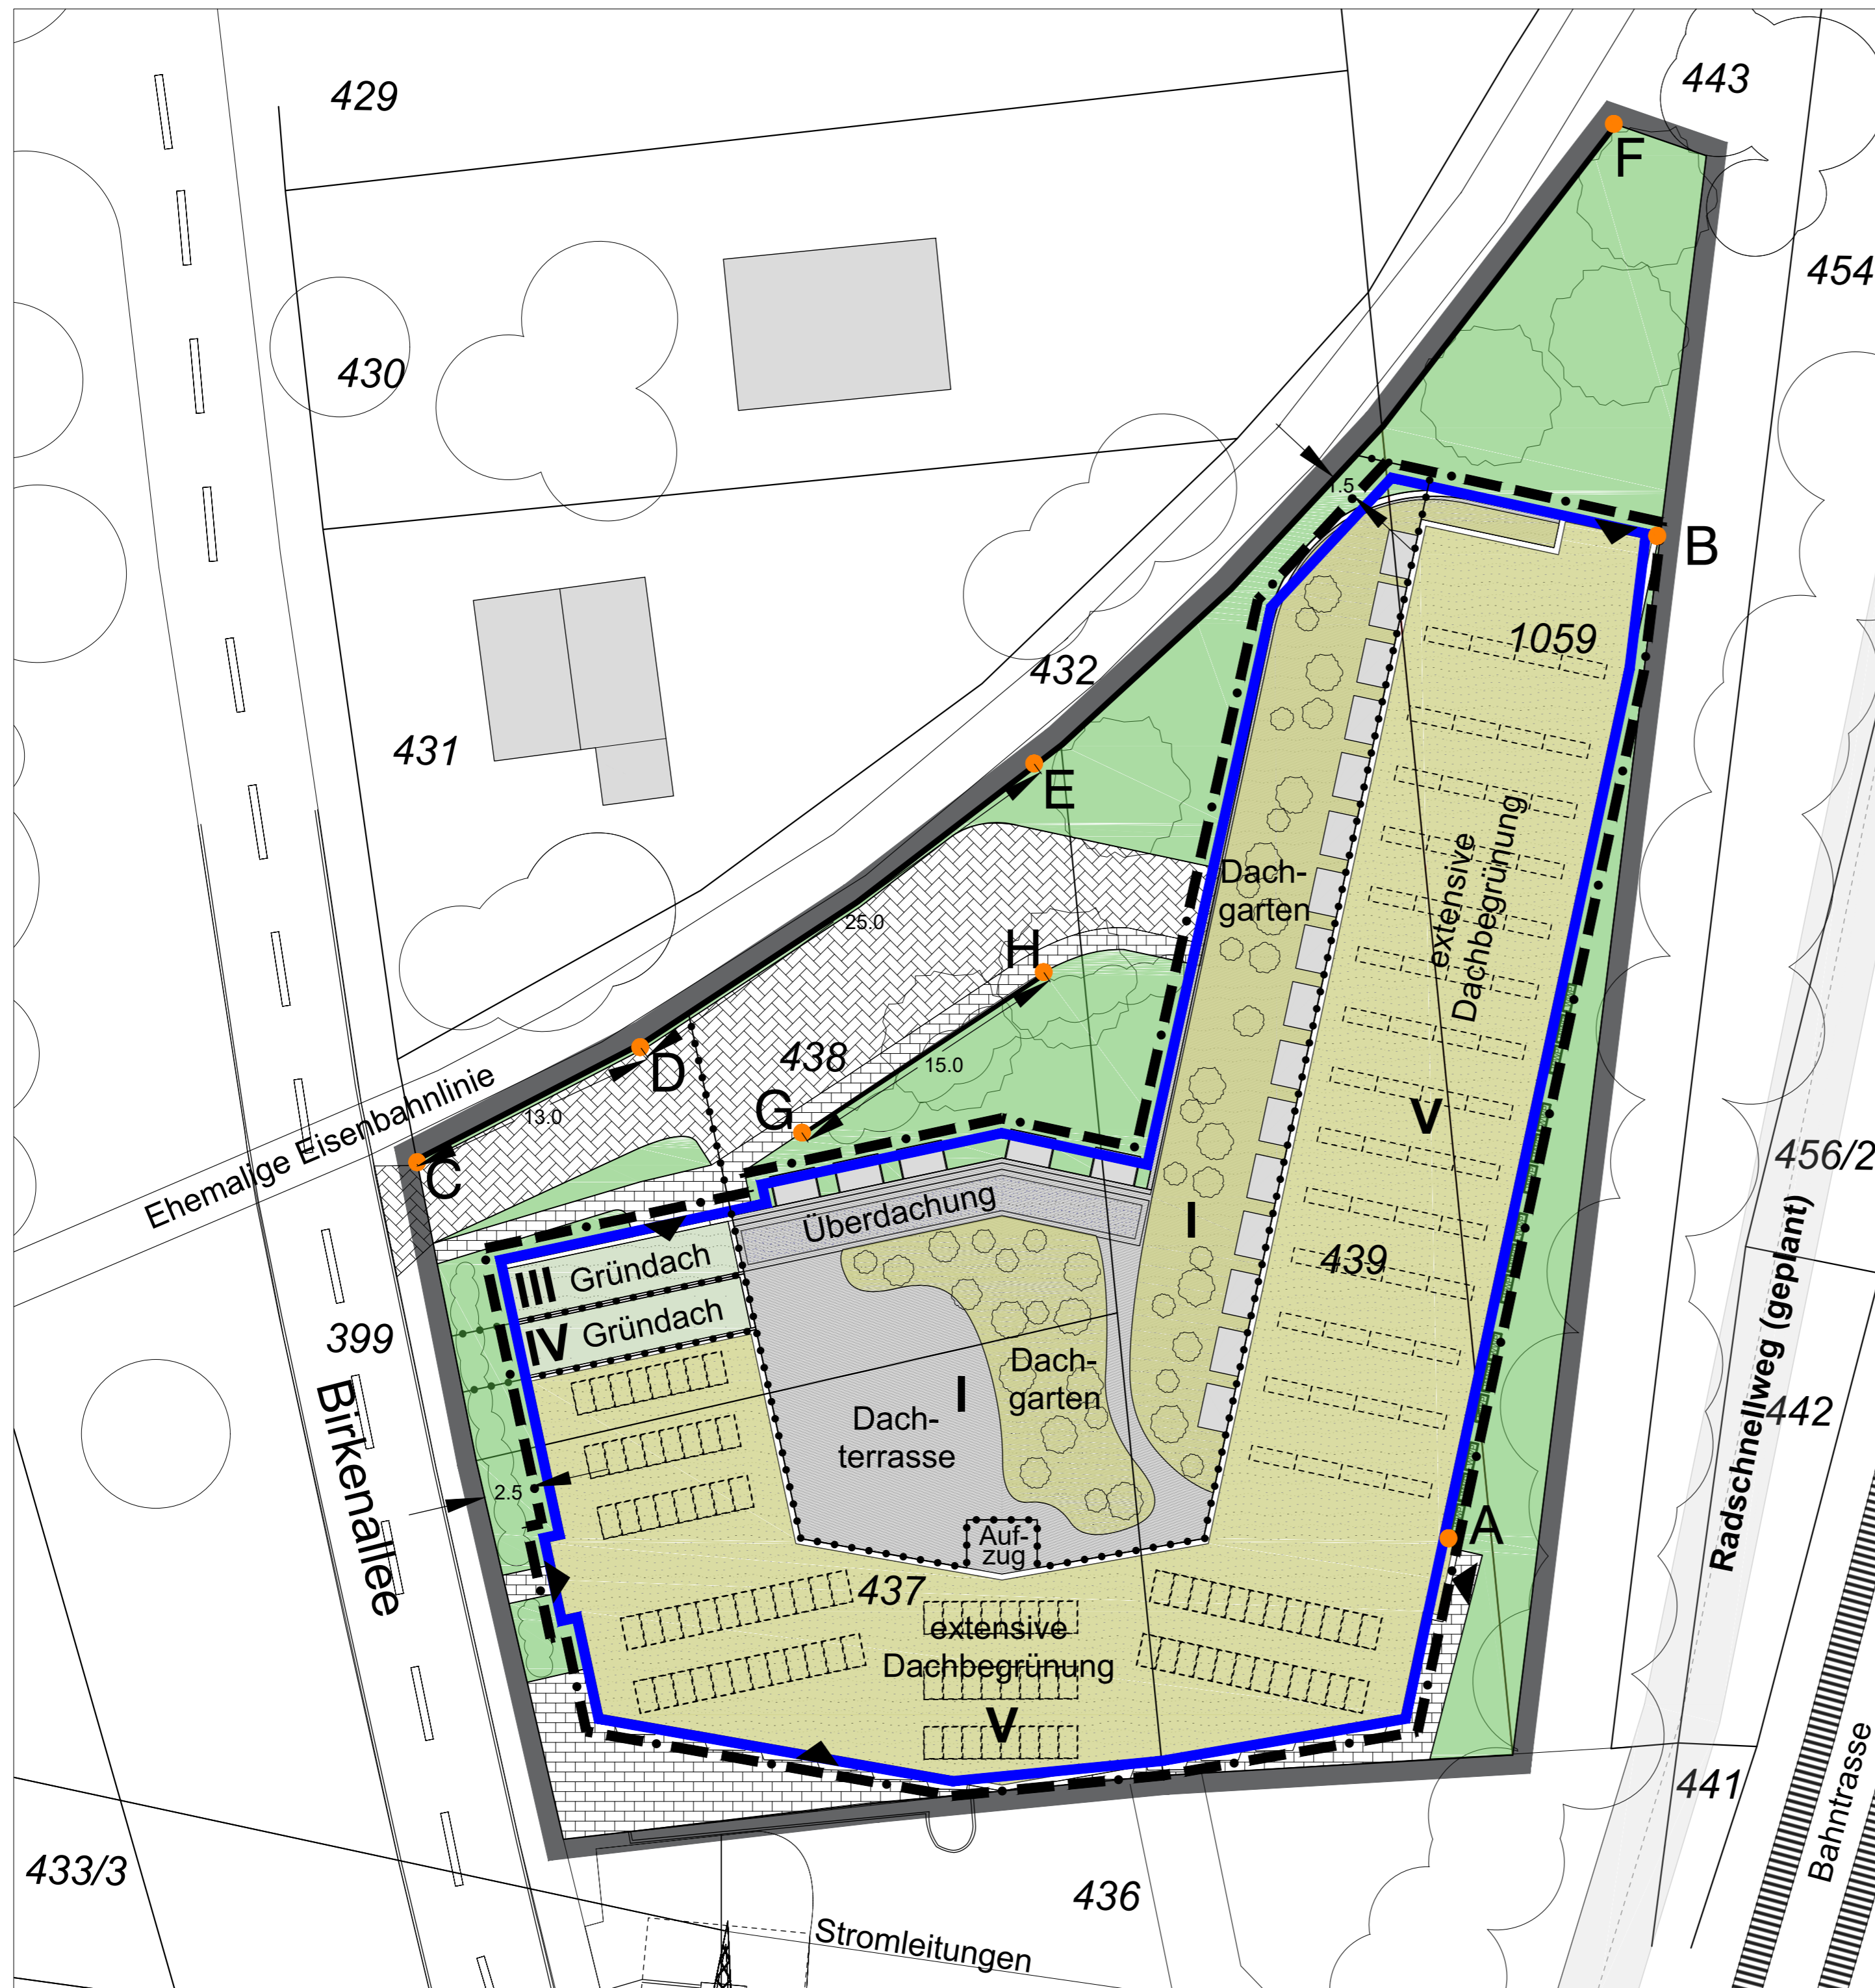 429
443
F
454
430
1.5
B
1059
432
431
E
extensive
Dachbegrünung
Dach-
garten
25.0
H
438
D
15.0
G
13.0
V
Ehemalige Eisenbahnlinie
C
456/2
Überdachung
I
439
III Gründach
IV Gründach
399
Radschnellweg (geplant)
Birkenallee
Dach-
garten
I
Dach-
terrasse
442
2.5
Auf-
zug
A
437
extensive
Dachbegrünung
V
441
Bahntrasse
433/3
436
Stromleitungen